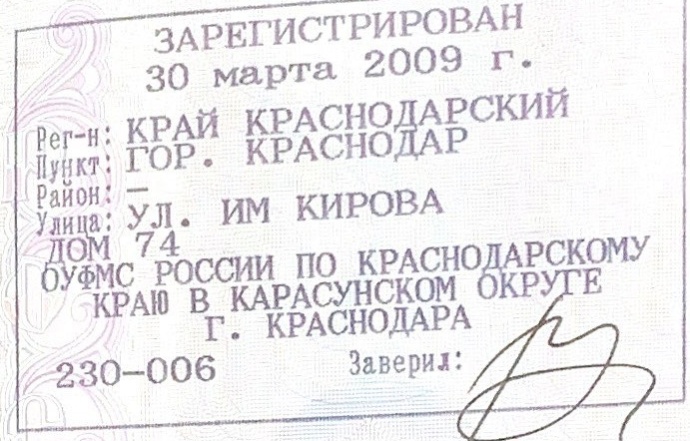 ЗАРЕГИСТРИРОВАН
30 марта 2009 г.
Рег-н: КРАЙ КРАСНОДАРСКИЙ
Пункт: ГОР. КРАСНОДАР
Район: –
Улица: УЛ. ИМ КИРОВА
ДОМ 74
ОУФМС РОССИИ ПО КРАСНОДАРСКОМУ
КРАЮ В КАРАСУНСКОМ ОКРУГЕ
Г. КРАСНОДАРА
230-006 Заверил: